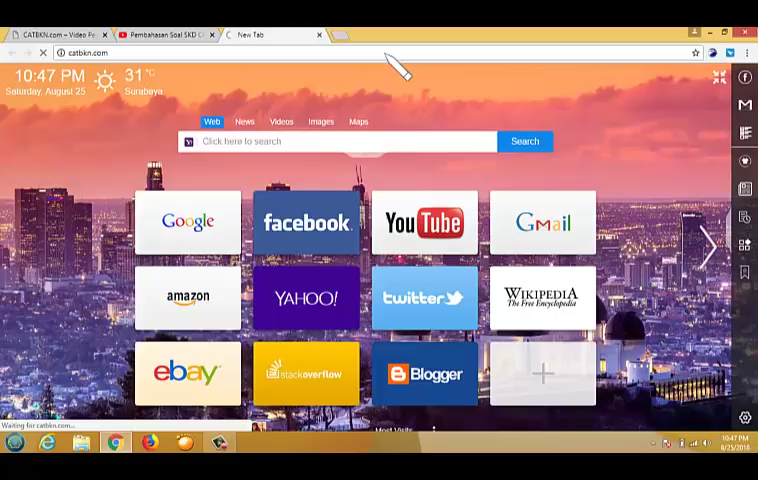 CATBKN.com – Video Pe
Pembahasan Soal SKD C
New Tab
catbkn.com
10:47 PM
Saturday, August 25
31 °C
Surabaya
Web News Videos Images Maps
Click here to search
Search
Google
facebook.
YouTube
Gmail
amazon
YAHOO!
twitter
WIKIPEDIA
The Free Encyclopedia
ebay
stackoverflow
Blogger
Most Visits
Waiting for catbkn.com...
10:47 PM
8/25/2018